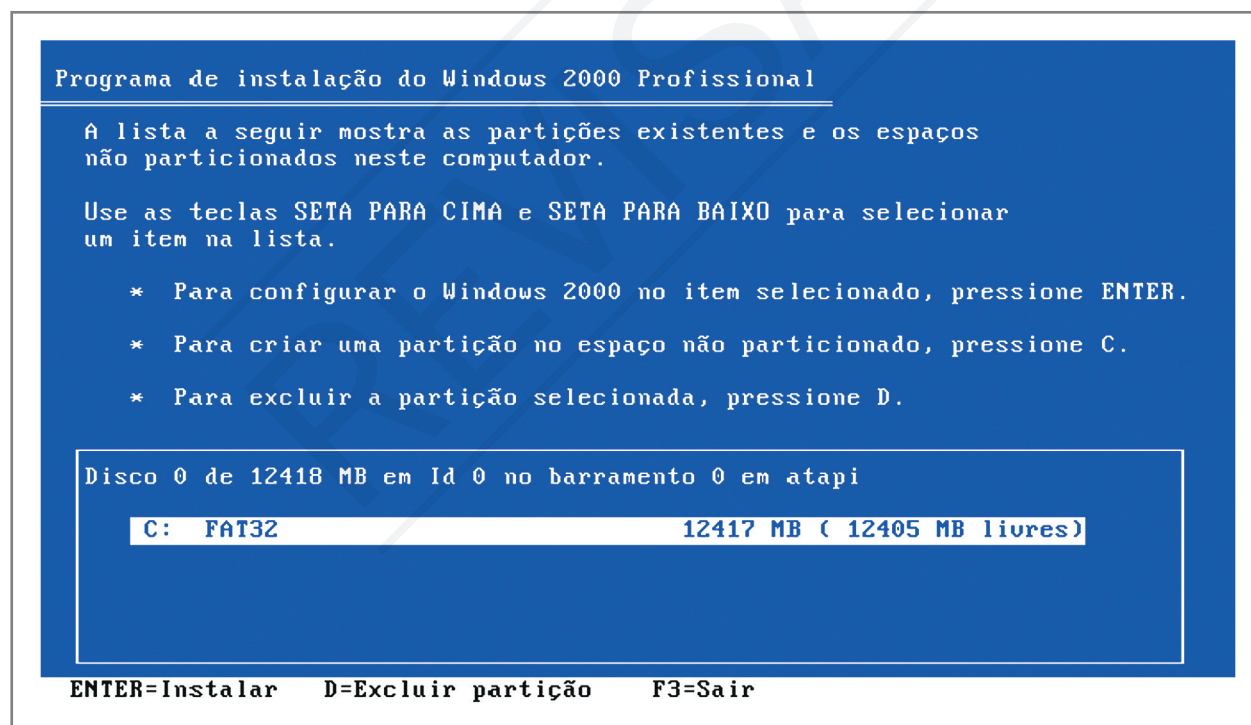 Programa de instalação do Windows 2000 Profissional
A lista a seguir mostra as partições existentes e os espaços
não particionados neste computador.
Use as teclas SETA PARA CIMA e SETA PARA BAIXO para selecionar
um item na lista.
* Para configurar o Windows 2000 no item selecionado, pressione ENTER.
* Para criar uma partição no espaço não particionado, pressione C.
* Para excluir a partição selecionada, pressione D.
Disco 0 de 12418 MB em Id 0 no barramento 0 em atapi
C: FAT32 12417 MB ( 12405 MB livres)
ENTER=Instalar D=Excluir partição F3=Sair